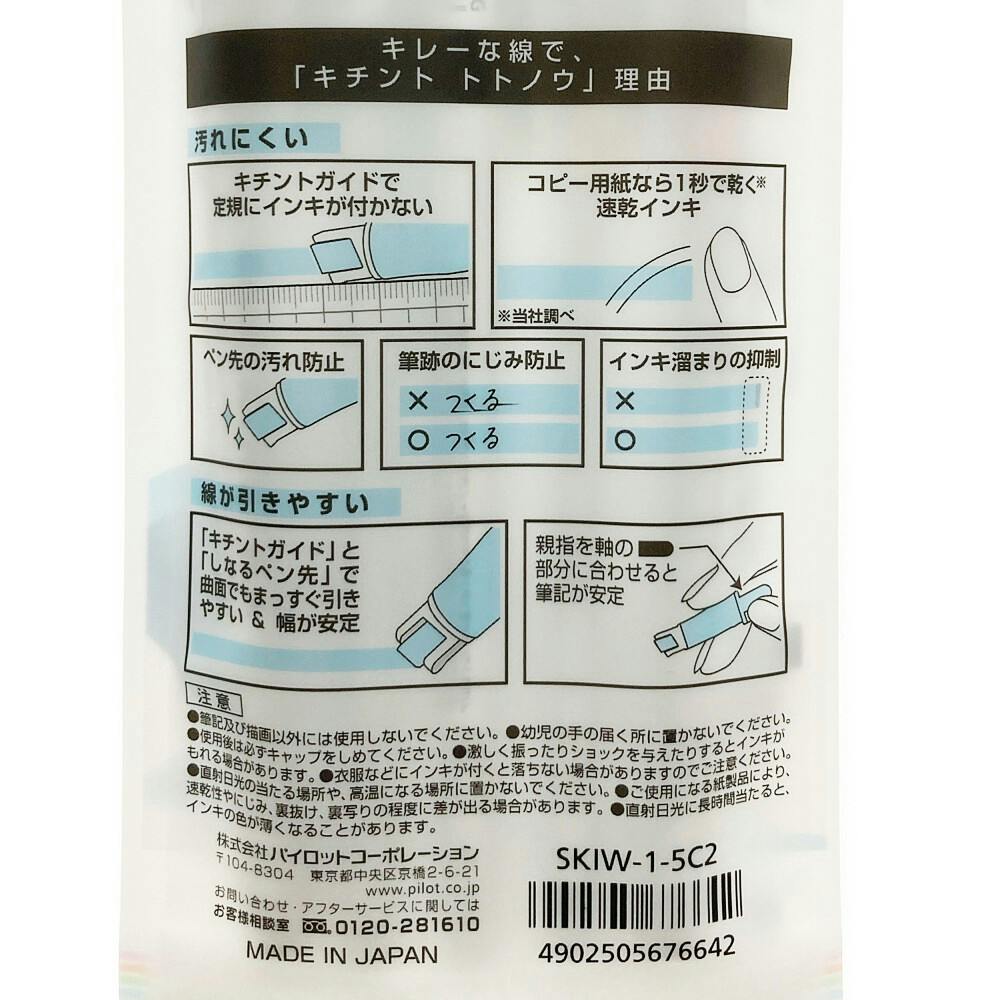 キレーな線で、
「キチント トトノウ」理由
汚れにくい
キチントガイドで
定規にインキが付かない
コピー用紙なら1秒で乾く※
速乾インキ
※当社調べ
ペン先の汚れ防止
筆跡のにじみ防止
× つくる
○ つくる
インキ溜まりの抑制
×
○
線が引きやすい
「キチントガイド」と
「しなるペン先」で
曲面でもまっすぐ引き
やすい & 幅が安定
親指を軸の
部分に合わせると
筆記が安定
注意
●筆記及び描画以外には使用しないでください。●幼児の手の届く所に置かないでください。
●使用後は必ずキャップをしめてください。●激しく振ったりショックを与えたりするとインキが
もれる場合があります。●衣服などにインキが付くと落ちない場合がありますのでご注意ください。
●直射日光の当たる場所や、高温になる場所に置かないでください。●ご使用になる紙製品により、
速乾性やにじみ、裏抜け、裏写りの程度に差が出る場合があります。●直射日光に長時間当たると、
インキの色が薄くなることがあります。
株式会社パイロットコーポレーション
〒104-8304 東京都中央区京橋2-6-21
www.pilot.co.jp
お問い合わせ・アフターサービスに関しては
お客様相談室 0120-281610
MADE IN JAPAN
SKIW-1-5C2
4902505676642